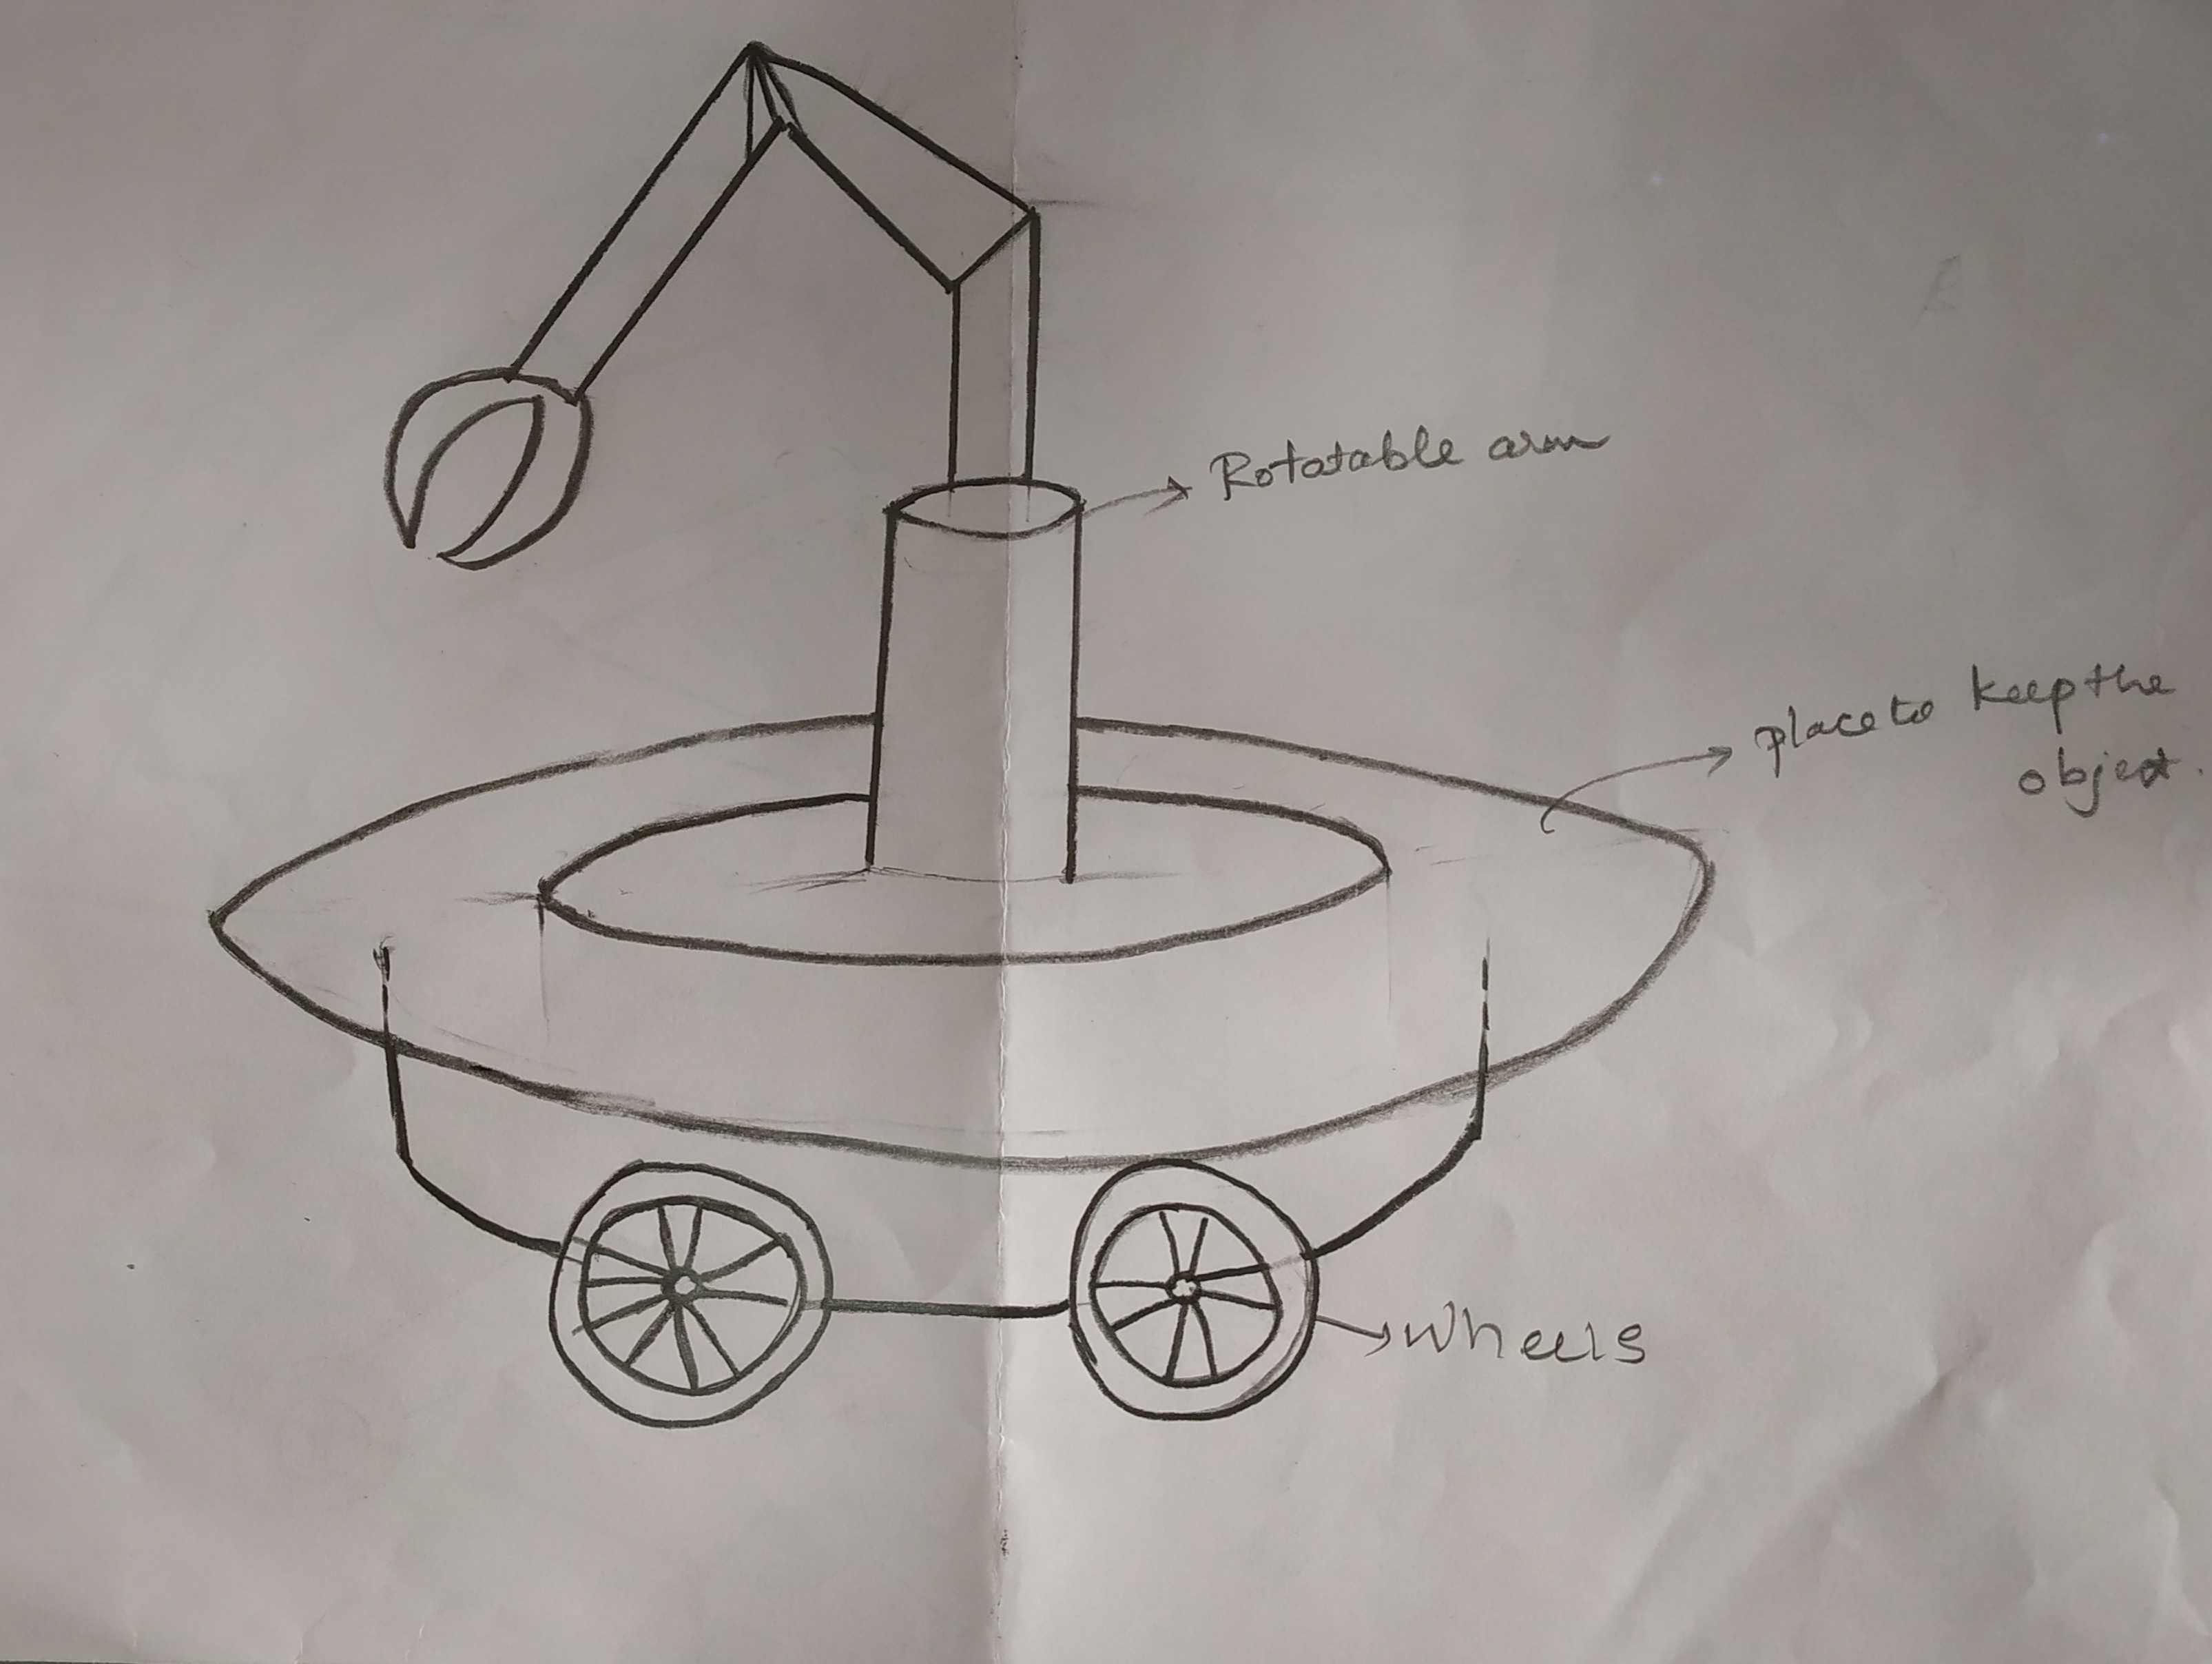 Rotatable arm
place to keep the
object.
Wheels